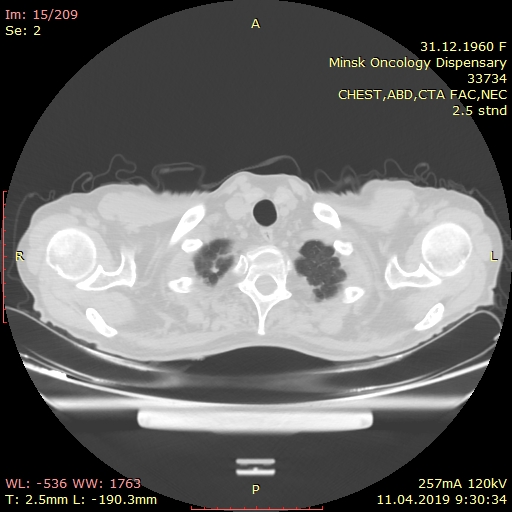 Im: 15/209
Se: 2
A
31.12.1960 F
Minsk Oncology Dispensary
33734
CHEST,ABD,CTA FAC,NEC
2.5 stnd
R
L
WL: -536 WW: 1763
T: 2.5mm L: -190.3mm
P
257mA 120kV
11.04.2019 9:30:34